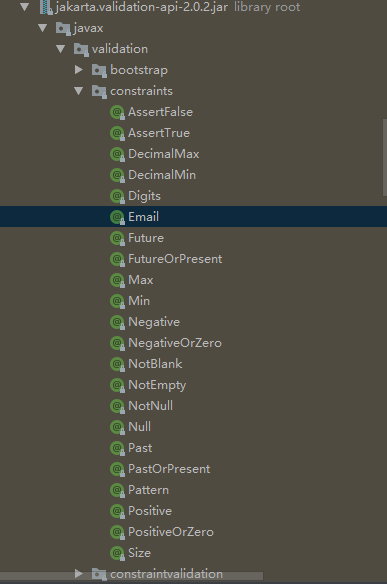 jakarta.validation-api-2.0.2.jar library root
javax
validation
bootstrap
constraints
AssertFalse
AssertTrue
DecimalMax
DecimalMin
Digits
Email
Future
FutureOrPresent
Max
Min
Negative
NegativeOrZero
NotBlank
NotEmpty
NotNull
Null
Past
PastOrPresent
Pattern
Positive
PositiveOrZero
Size
constraintvalidation